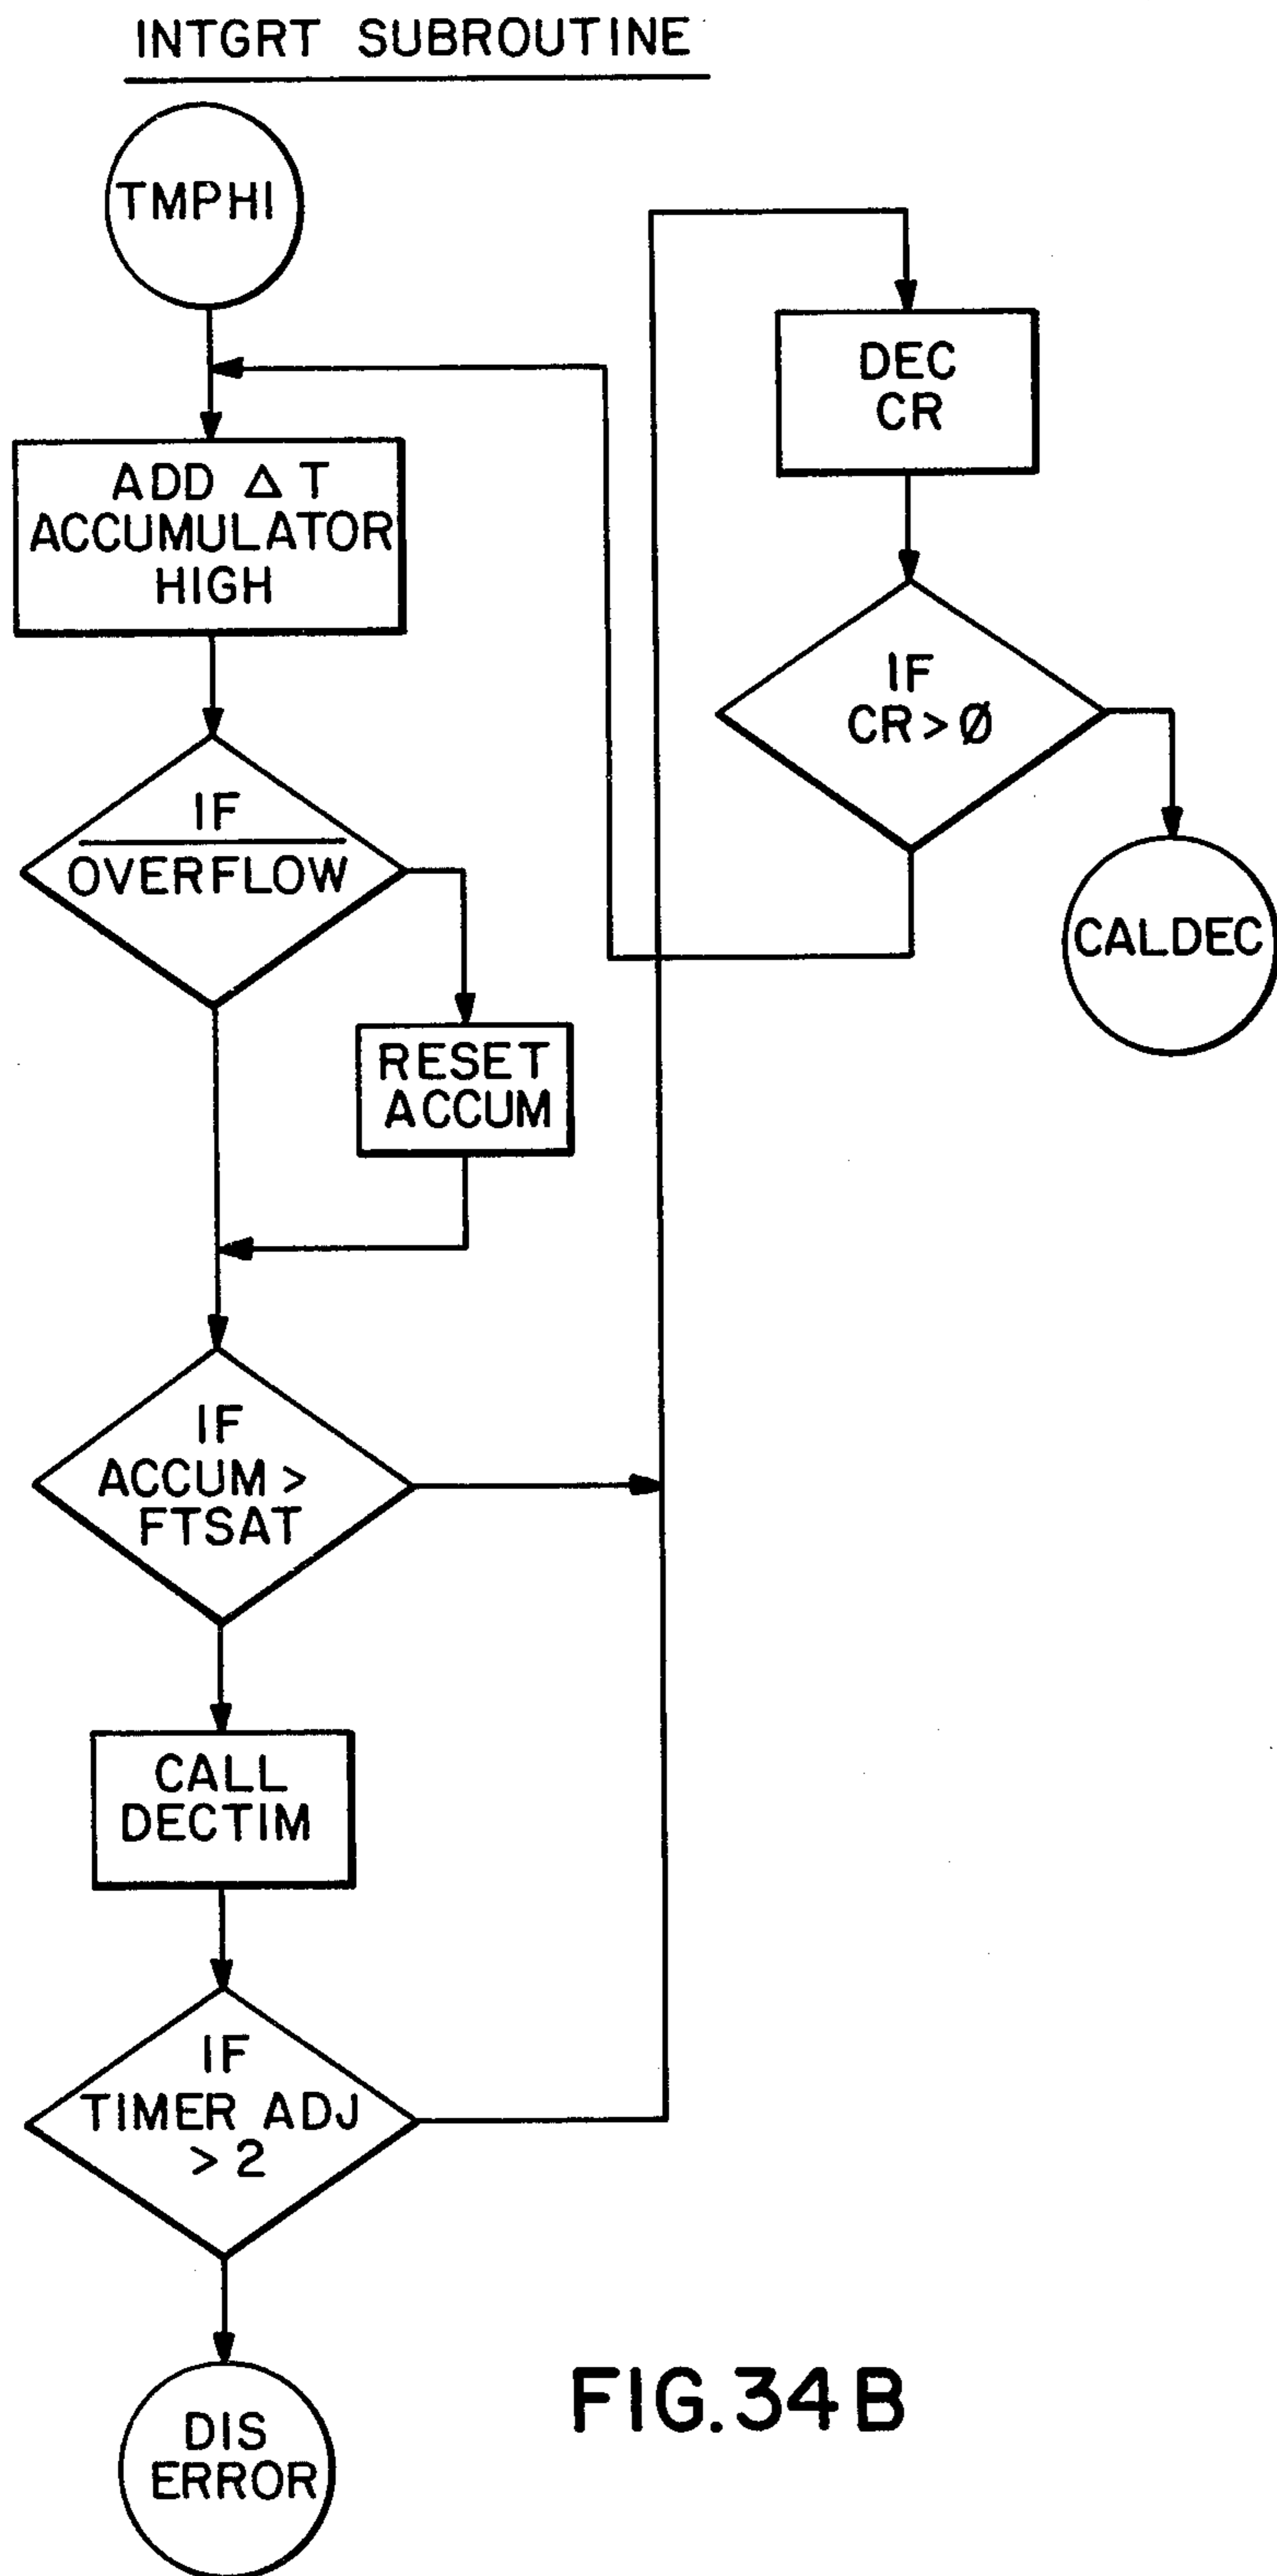 INTGRT SUBROUTINE
TMPHI
ADD Δ T
ACCUMULATOR
HIGH
IF
OVERFLOW
RESET
ACCUM
IF
ACCUM >
FTSAT
CALL
DECTIM
IF
TIMER ADJ
> 2
DIS
ERROR
DEC
CR
IF
CR > Ø
CALDEC
FIG. 34B